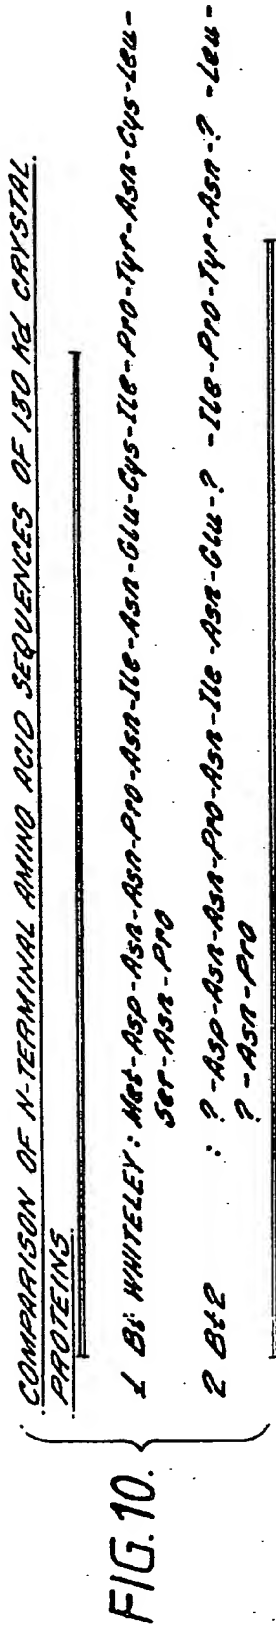 COMPARISON OF N-TERMINAL AMINO ACID SEQUENCES OF 130 Kd CRYSTAL
PROTEINS
1 Bt WHITELEY: Met-Asp-Asn-Asn-Pro-Asn-Ile-Asn-Glu-Cys-Ile-Pro-Tyr-Asn-Cys-Leu-
Ser-Asn-Pro
2 Bt2 : ?-Asp-Asn-Asn-Pro-Asn-Ile-Asn-Glu-? -Ile-Pro-Tyr-Asn-? -Leu-
? -Asn-Pro
FIG. 10.